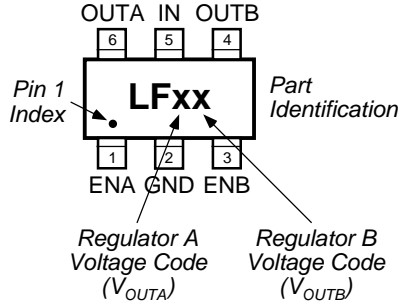 OUTA IN OUTB
6 5 4
Pin 1
Index
LFxx
Part
Identification
1 2 3
ENA GND ENB
Regulator A
Voltage Code
(VOUTA)
Regulator B
Voltage Code
(VOUTB)